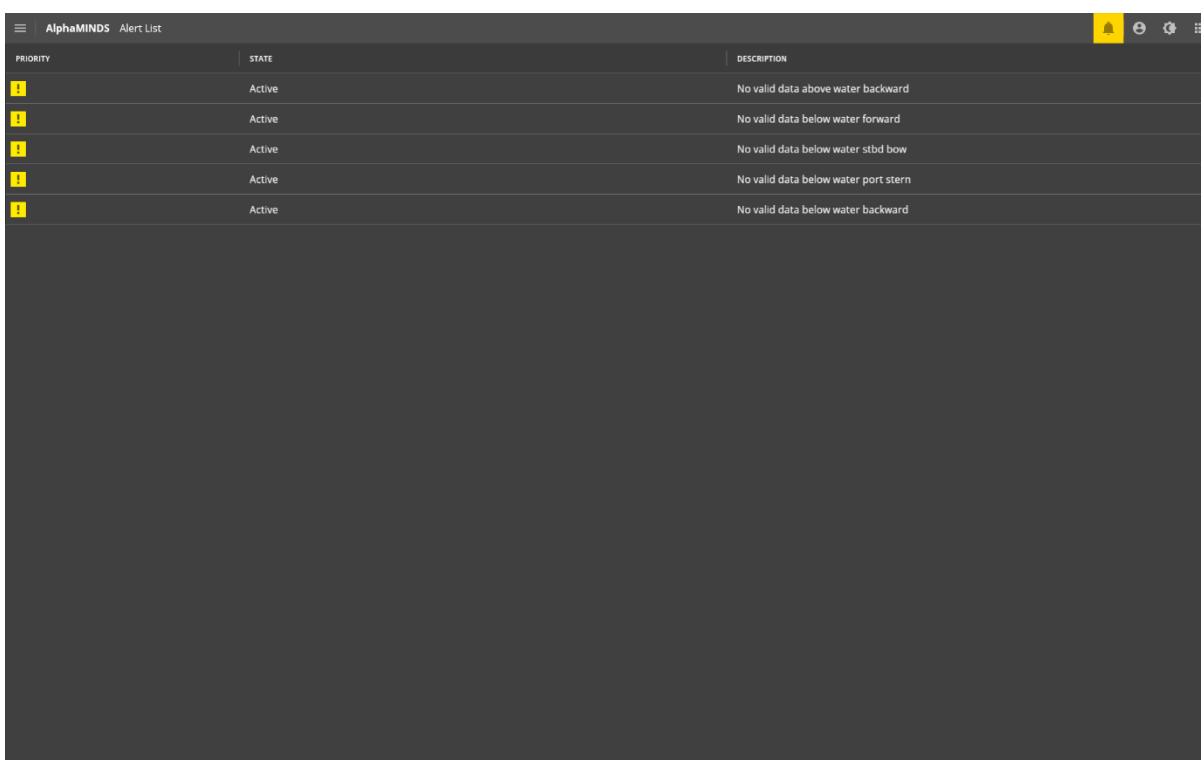 AlphaMINDS Alert List
PRIORITY STATE DESCRIPTION
! Active No valid data above water backward
! Active No valid data below water forward
! Active No valid data below water stbd bow
! Active No valid data below water port stern
! Active No valid data below water backward